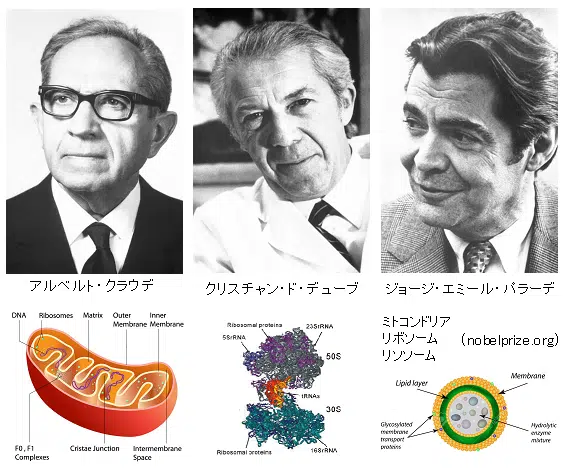 アルベルト・クラウデ
クリスチャン・ド・デューブ
ジョージ・エミール・パラーデ
DNA
Ribosomes
Matrix
Outer
Membrane
Inner
Membrane
F0 , F1
Complexes
Cristae Junction
Intermembrane
Space
Ribosomal proteins
23SrRNA
5SrRNA
50S
tRNAs
30S
Ribosomal proteins
16SrRNA
ミトコンドリア
リボソーム (nobelprize.org)
リソソーム
Lipid layer
Membrane
Glycosylated
membrane
transport
proteins
Hydrolytic
enzyme
mixture